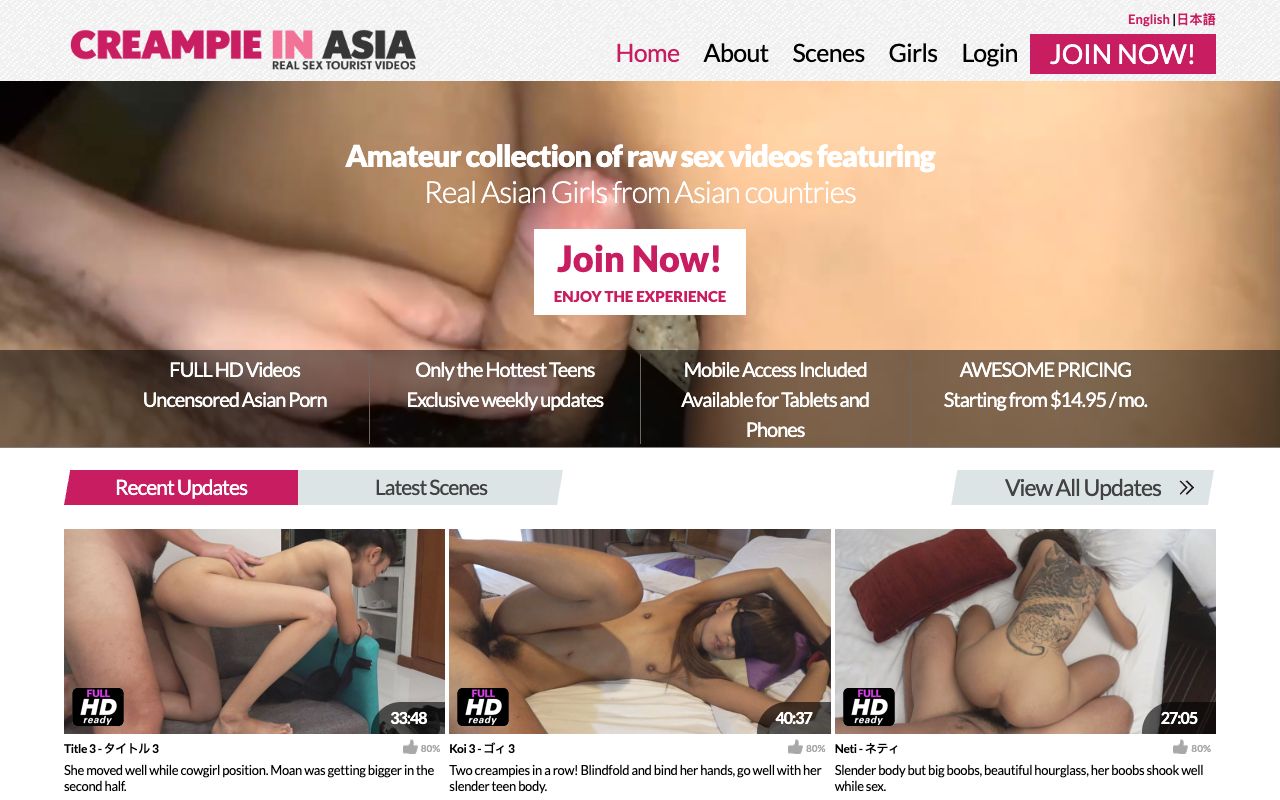 English |日本語
CREAMPIE IN ASIA
REAL SEX TOURIST VIDEOS
Home About Scenes Girls Login JOIN NOW!
Amateur collection of raw sex videos featuring
Real Asian Girls from Asian countries
Join Now!
ENJOY THE EXPERIENCE
FULL HD Videos
Uncensored Asian Porn
Only the Hottest Teens
Exclusive weekly updates
Mobile Access Included
Available for Tablets and
Phones
AWESOME PRICING
Starting from $14.95 / mo.
Recent Updates
Latest Scenes
View All Updates
FULL
HD
ready
33:48
Title 3 - タイトル 3
80%
She moved well while cowgirl position. Moan was getting bigger in the
second half.
FULL
HD
ready
40:37
Koi 3 - ゴィ 3
80%
Two creampies in a row! Blindfold and bind her hands, go well with her
slender teen body.
FULL
HD
ready
27:05
Neti - ネティ
80%
Slender body but big boobs, beautiful hourglass, her boobs shook well
while sex.